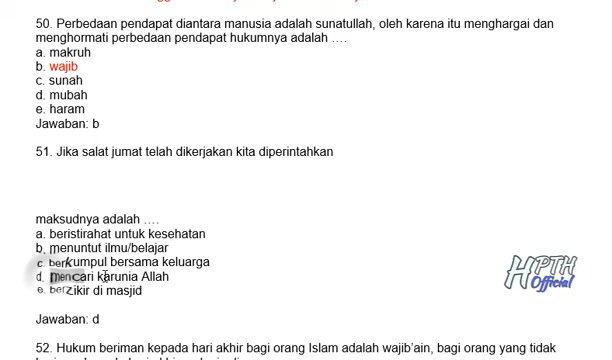 50. Perbedaan pendapat diantara manusia adalah sunatullah, oleh karena itu menghargai dan
menghormati perbedaan pendapat hukumnya adalah ....
a. makruh
b. wajib
c. sunah
d. mubah
e. haram
Jawaban: b
51. Jika salat jumat telah dikerjakan kita diperintahkan
maksudnya adalah ....
a. beristirahat untuk kesehatan
b. menuntut ilmu/belajar
c. berkumpul bersama keluarga
d. mencari karunia Allah
e. berzikir di masjid
HPTH
Official
Jawaban: d
52. Hukum beriman kepada hari akhir bagi orang Islam adalah wajib'ain, bagi orang yang tidak